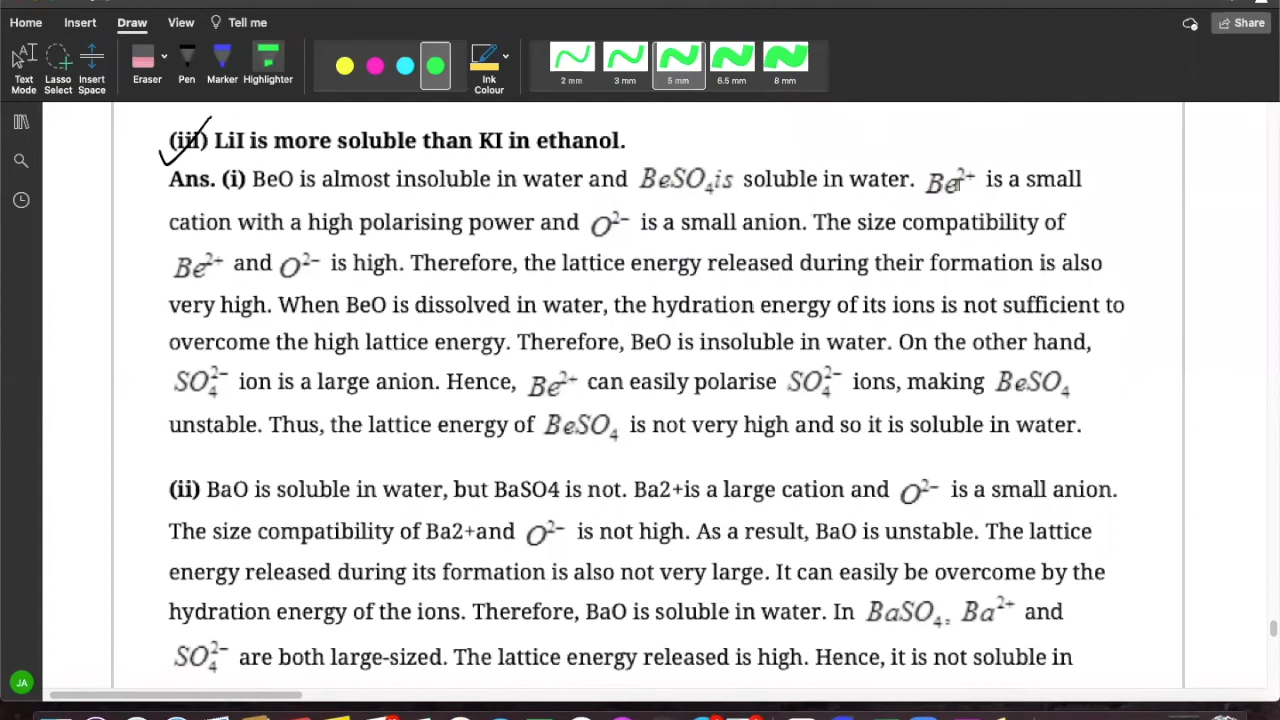 Home Insert Draw View Tell me
Share
Text Mode
Lasso Select
Insert Space
Eraser
Pen
Marker
Highlighter
Ink Colour
2 mm
3 mm
5 mm
6.5 mm
8 mm
(iii) LiI is more soluble than KI in ethanol.
Ans. (i) BeO is almost insoluble in water and BeSO₄is soluble in water. Be²⁺ is a small
cation with a high polarising power and O²⁻ is a small anion. The size compatibility of
Be²⁺ and O²⁻ is high. Therefore, the lattice energy released during their formation is also
very high. When BeO is dissolved in water, the hydration energy of its ions is not sufficient to
overcome the high lattice energy. Therefore, BeO is insoluble in water. On the other hand,
SO₄²⁻ ion is a large anion. Hence, Be²⁺ can easily polarise SO₄²⁻ ions, making BeSO₄
unstable. Thus, the lattice energy of BeSO₄ is not very high and so it is soluble in water.
(ii) BaO is soluble in water, but BaSO4 is not. Ba2+is a large cation and O²⁻ is a small anion.
The size compatibility of Ba2+and O²⁻ is not high. As a result, BaO is unstable. The lattice
energy released during its formation is also not very large. It can easily be overcome by the
hydration energy of the ions. Therefore, BaO is soluble in water. In BaSO₄, Ba²⁺ and
SO₄²⁻ are both large-sized. The lattice energy released is high. Hence, it is not soluble in
JA